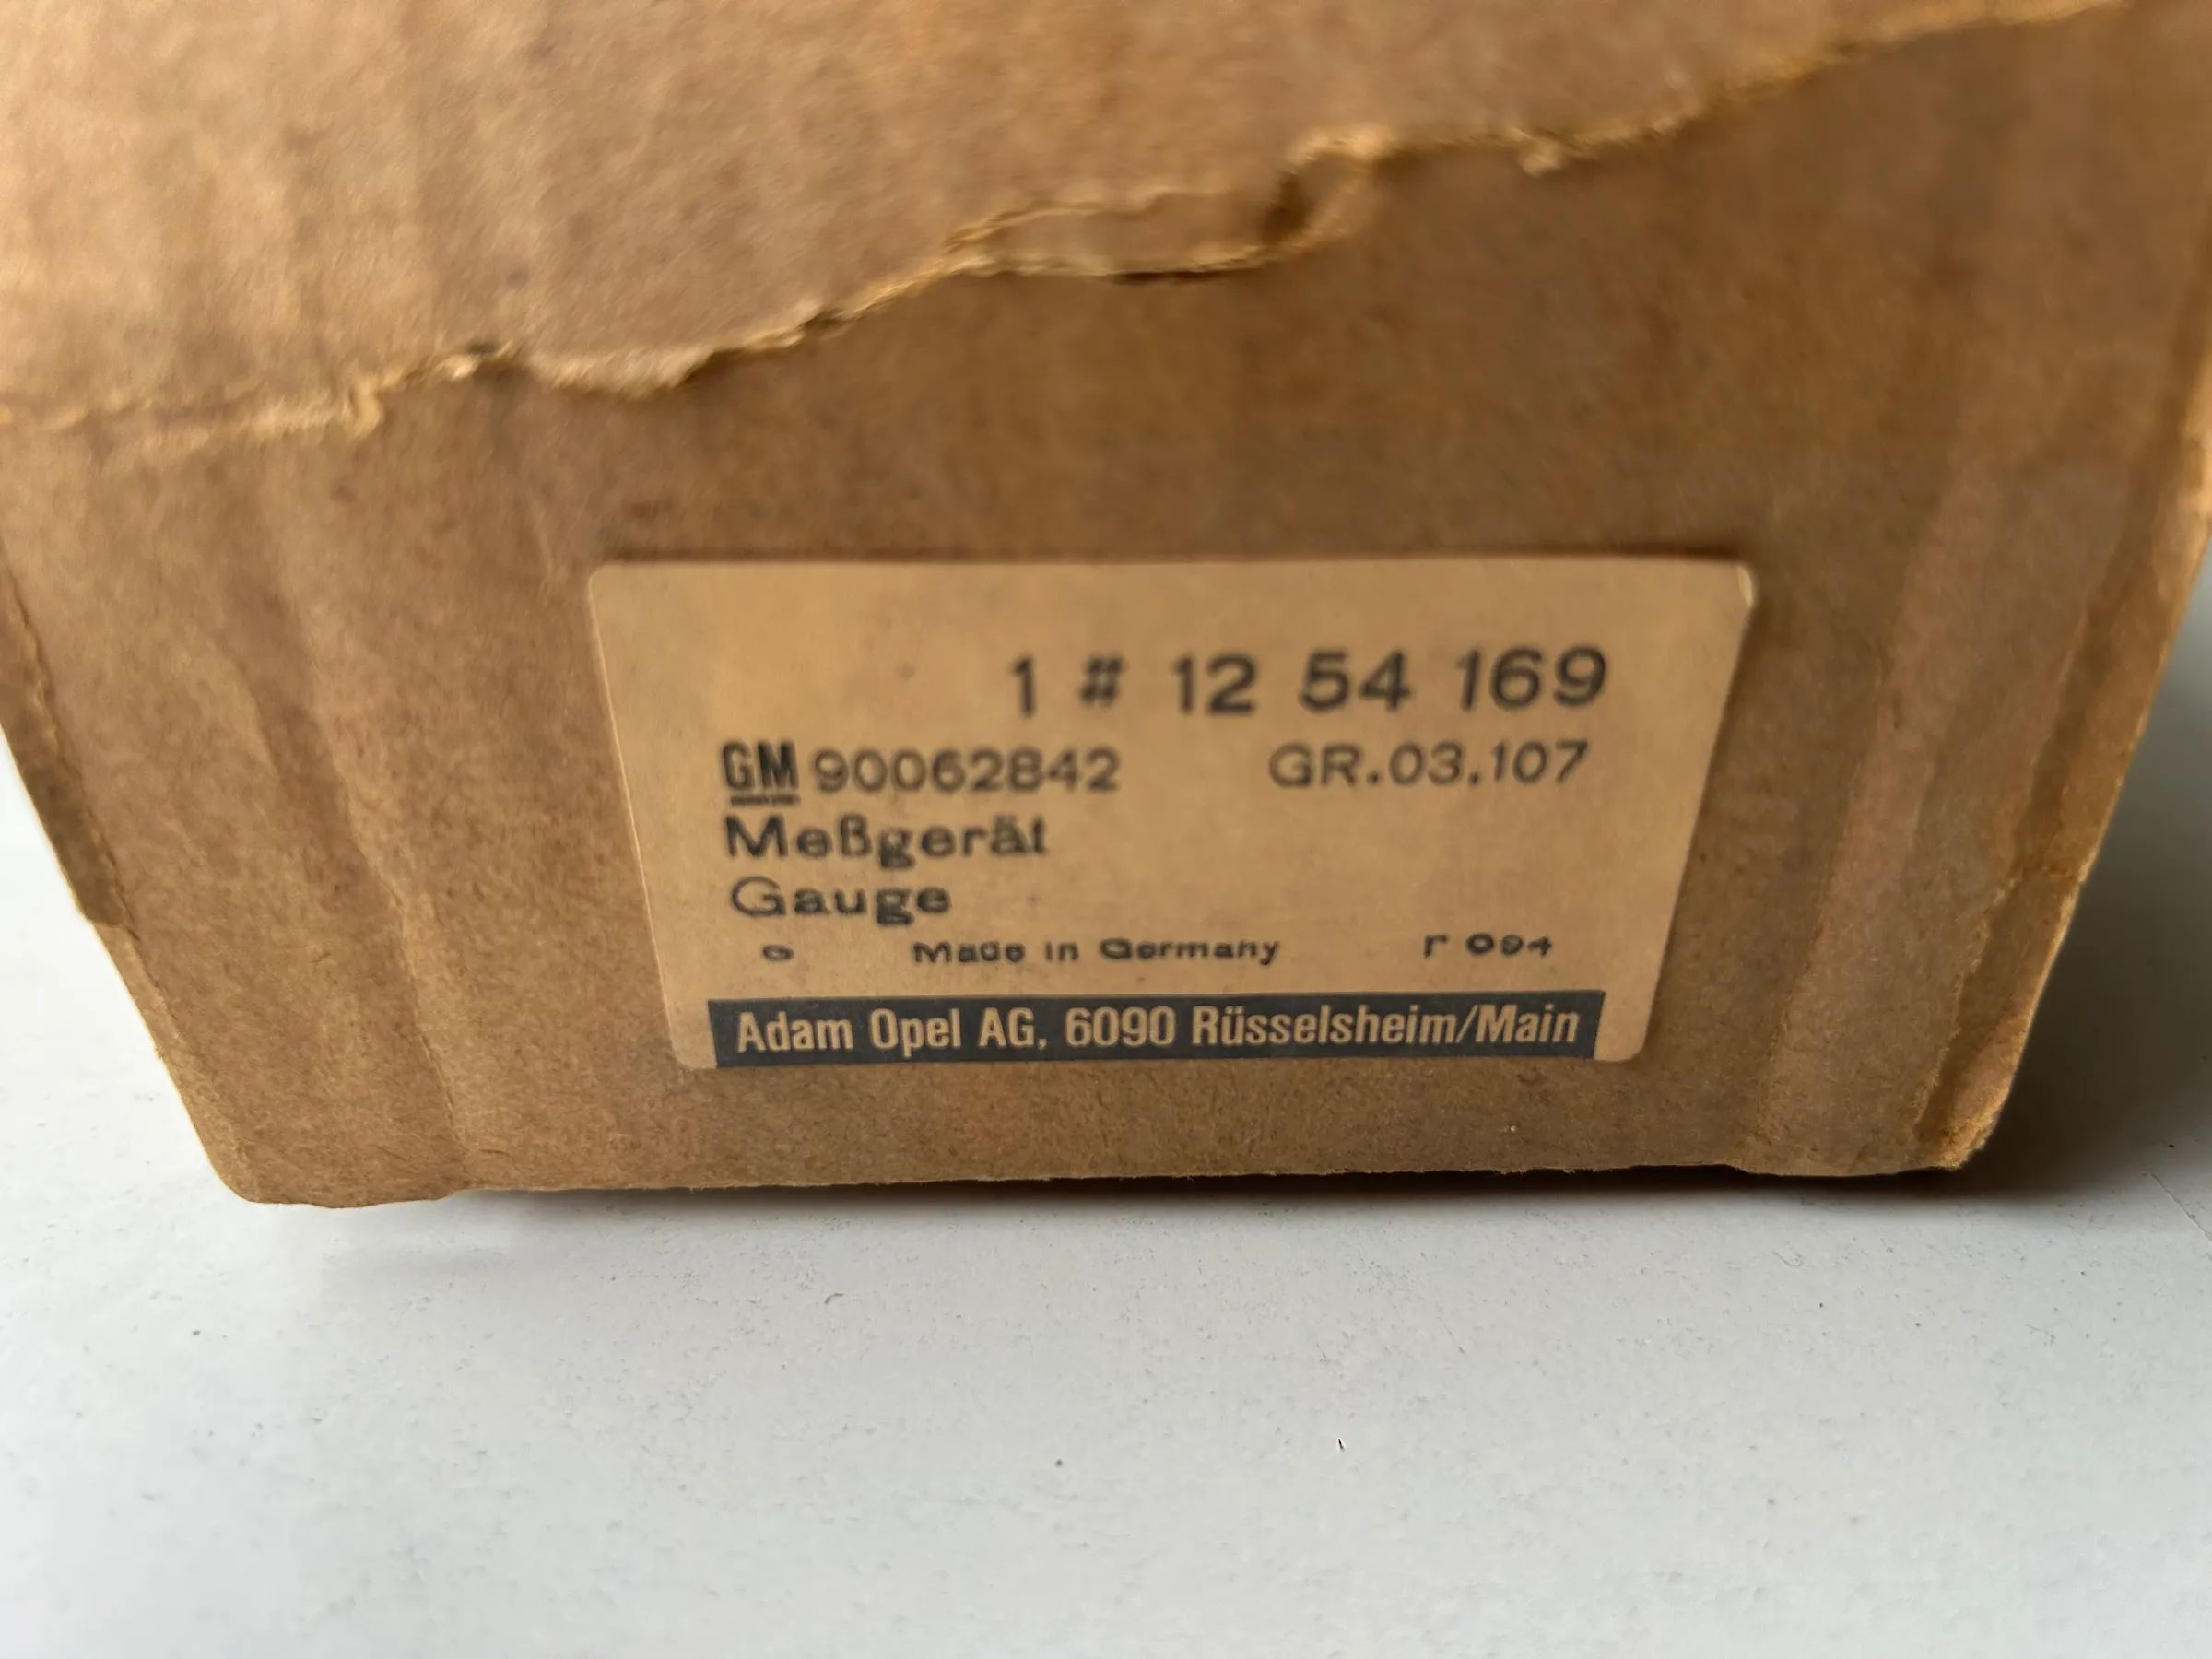 1 # 12 54 169
GM 90062842 GR.03.107
Meßgerät
Gauge
G Made in Germany r 094
Adam Opel AG, 6090 Rüsselsheim/Main